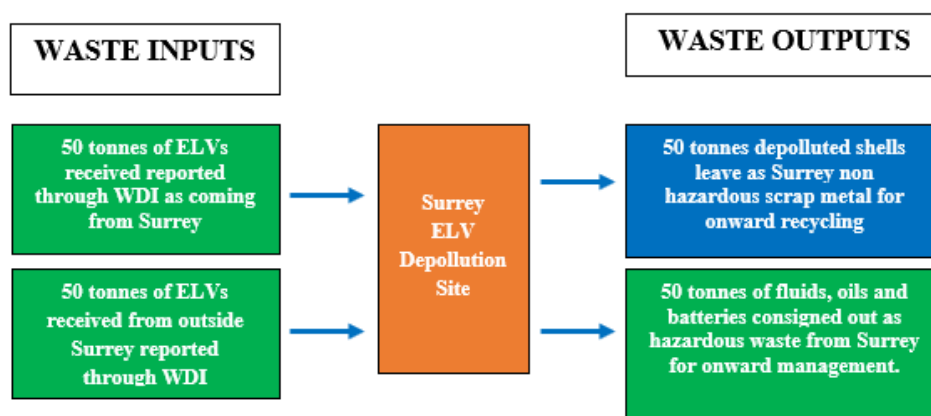 WASTE INPUTS
50 tonnes of ELVs
received reported
through WDI as coming
from Surrey
50 tonnes of ELVs
received from outside
Surrey reported
through WDI
Surrey
ELV
Depollution
Site
WASTE OUTPUTS
50 tonnes depolluted shells
leave as Surrey non
hazardous scrap metal for
onward recycling
50 tonnes of fluids, oils and
batteries consigned out as
hazardous waste from Surrey
for onward management.